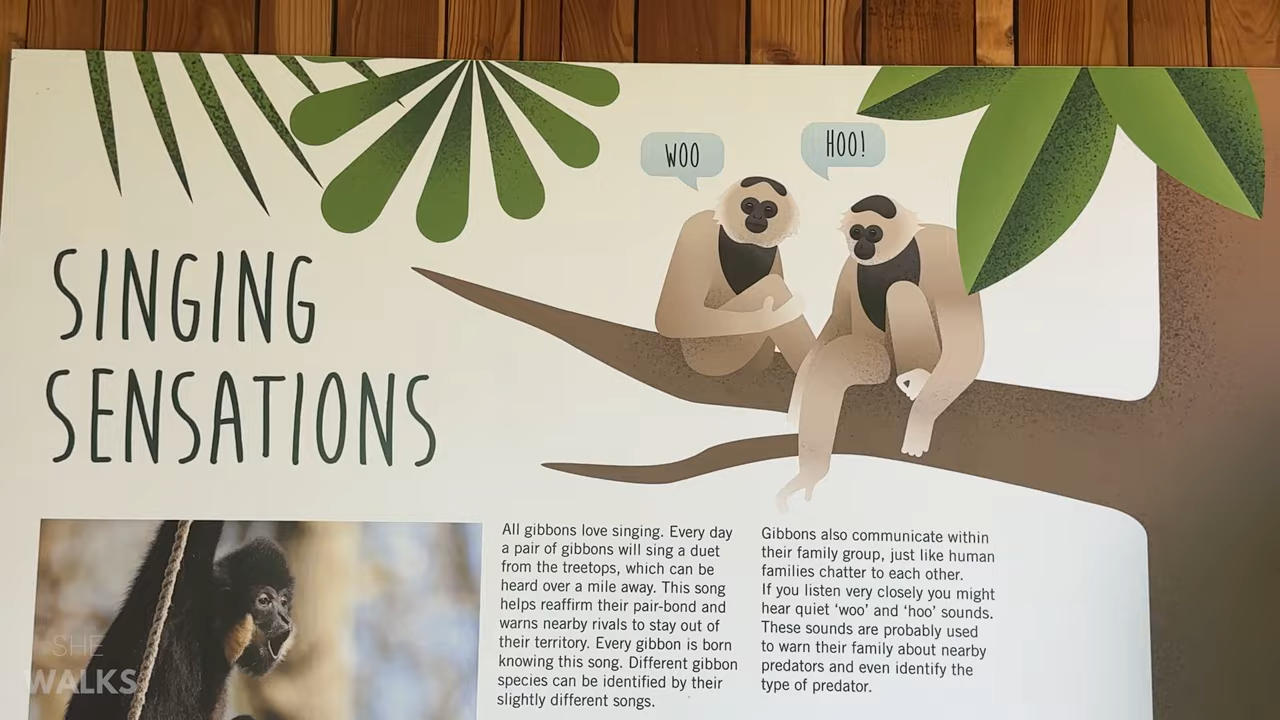 WOO
HOO!
SINGING
SENSATIONS
All gibbons love singing. Every day
a pair of gibbons will sing a duet
from the treetops, which can be
heard over a mile away. This song
helps reaffirm their pair-bond and
warns nearby rivals to stay out of
their territory. Every gibbon is born
knowing this song. Different gibbon
species can be identified by their
slightly different songs.
Gibbons also communicate within
their family group, just like human
families chatter to each other.
If you listen very closely you might
hear quiet ‘woo’ and ‘hoo’ sounds.
These sounds are probably used
to warn their family about nearby
predators and even identify the
type of predator.
SHE
WALKS